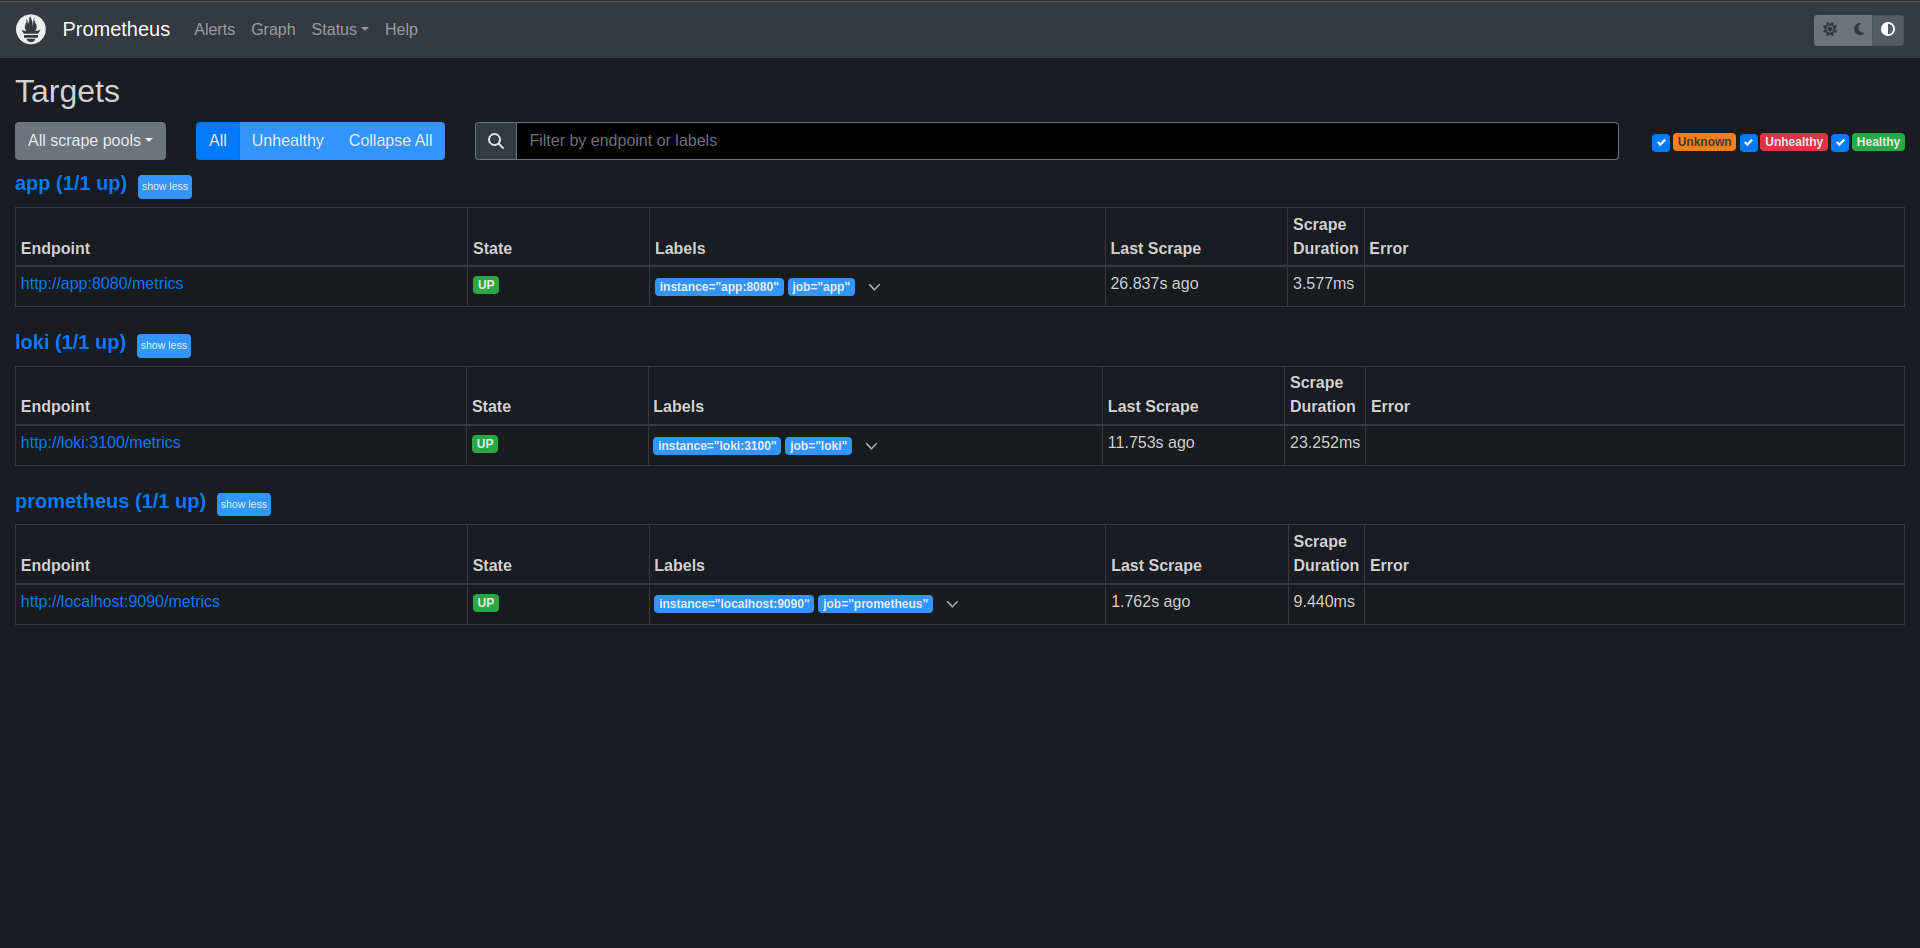 Prometheus Alerts Graph Status Help
Targets
All scrape pools All Unhealthy Collapse All Filter by endpoint or labels Unknown Unhealthy Healthy
app (1/1 up) show less
Endpoint State Labels Last Scrape Scrape Duration Error
http://app:8080/metrics UP instance="app:8080" job="app" 26.837s ago 3.577ms
loki (1/1 up) show less
Endpoint State Labels Last Scrape Scrape Duration Error
http://loki:3100/metrics UP instance="loki:3100" job="loki" 11.753s ago 23.252ms
prometheus (1/1 up) show less
Endpoint State Labels Last Scrape Scrape Duration Error
http://localhost:9090/metrics UP instance="localhost:9090" job="prometheus" 1.762s ago 9.440ms